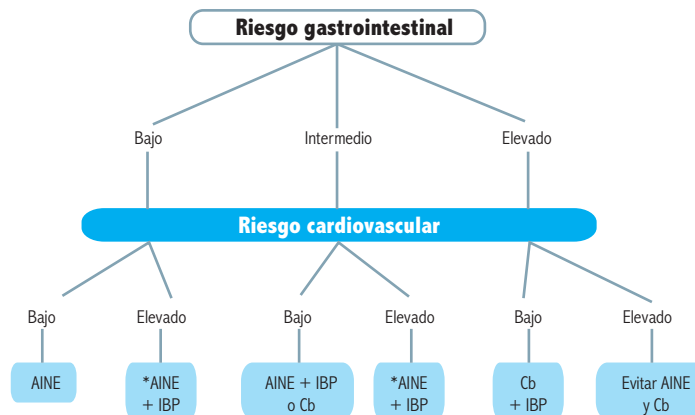 Riesgo gastrointestinal
Bajo
Intermedio
Elevado
Riesgo cardiovascular
Bajo
Elevado
Bajo
Elevado
Bajo
Elevado
AINE
*AINE
+ IBP
AINE + IBP
o Cb
*AINE
+ IBP
Cb
+ IBP
Evitar AINE
y Cb